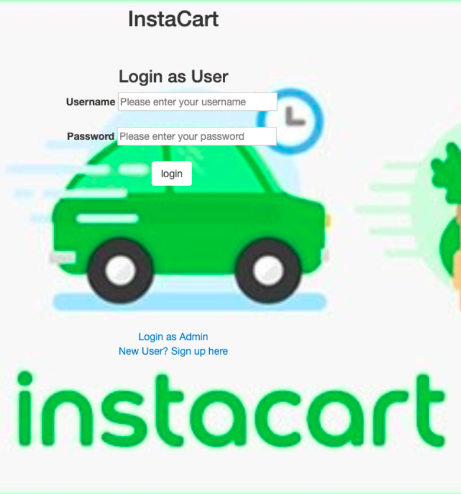 InstaCart
Login as User
Username Please enter your username
Password Please enter your password
login
Login as Admin
New User? Sign up here
instacart